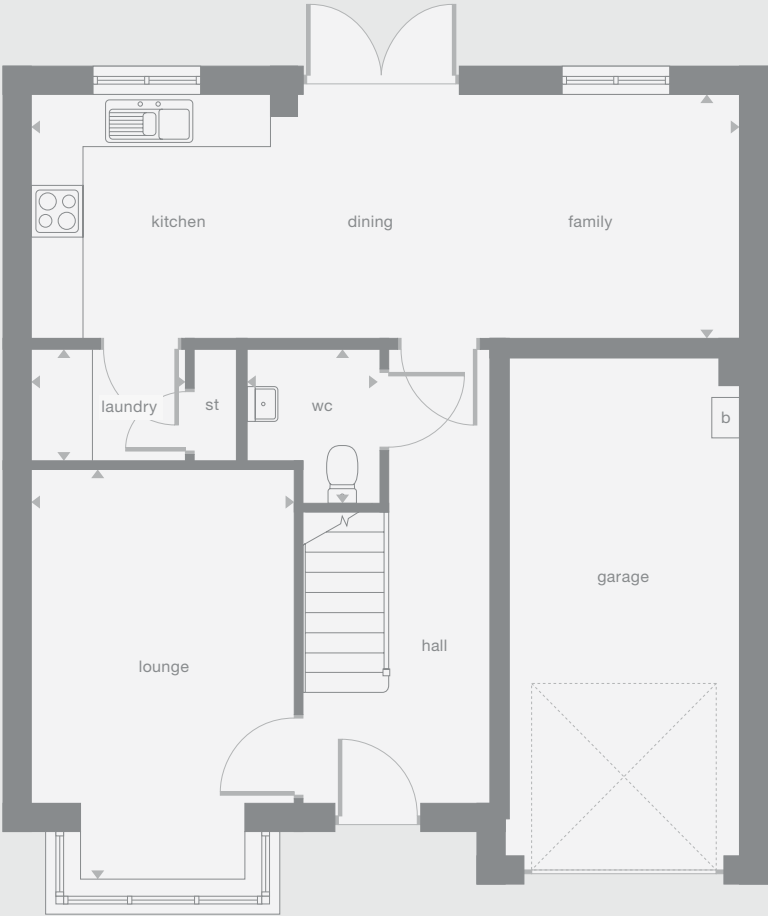 kitchen
dining
family
laundry
st
wc
b
garage
hall
lounge